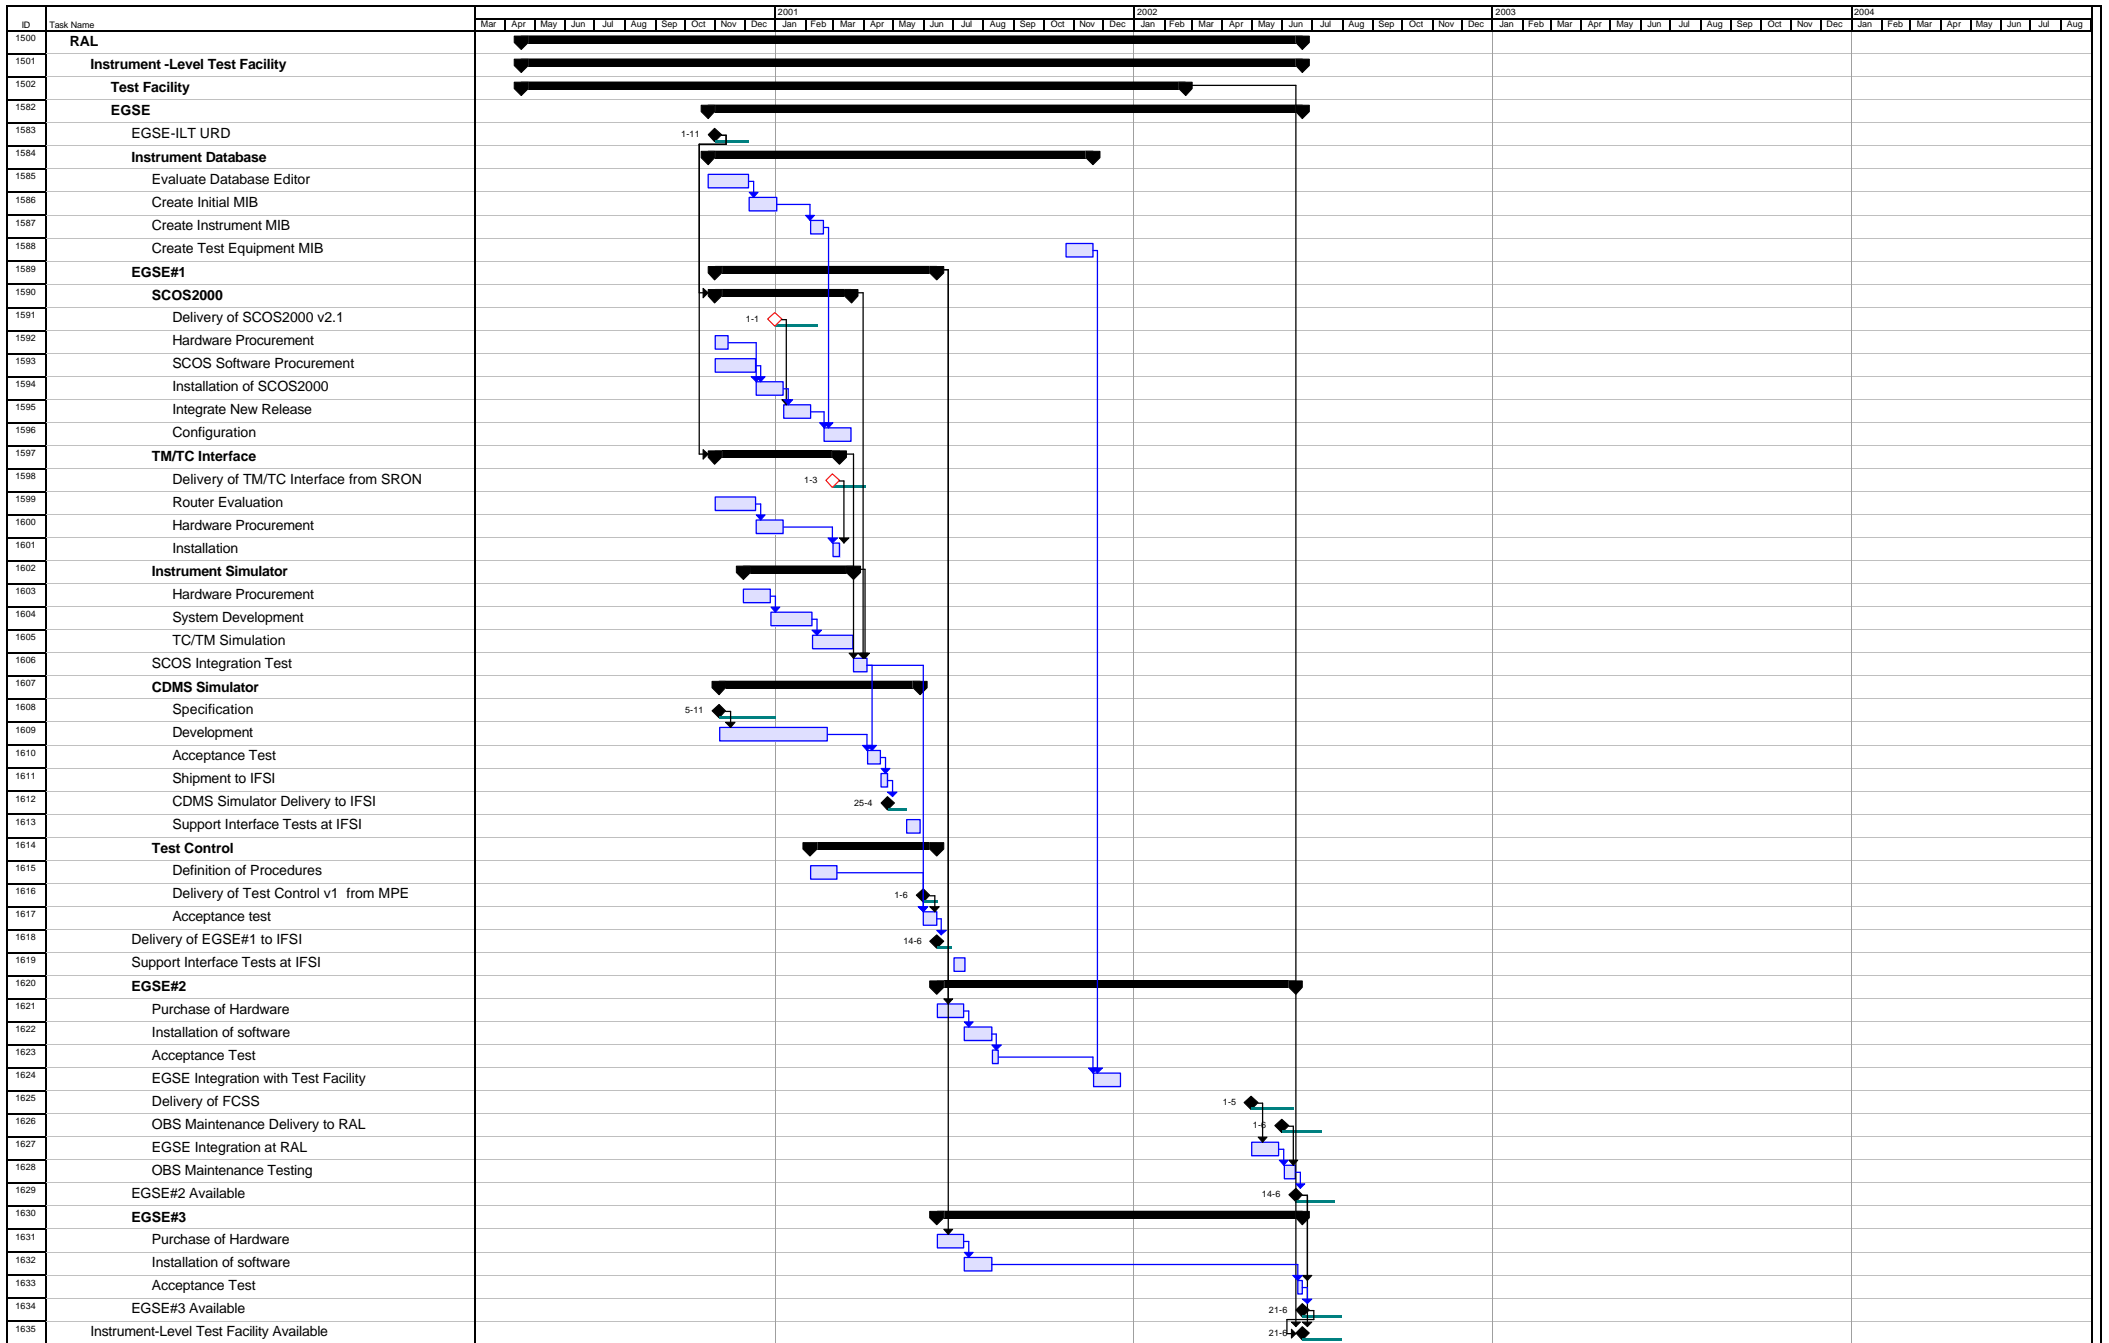 2001 2002 2003 2004
ID Task Name Mar Apr May Jun Jul Aug Sep Oct Nov Dec Jan Feb Mar Apr May Jun Jul Aug Sep Oct Nov Dec Jan Feb Mar Apr May Jun Jul Aug Sep Oct Nov Dec Jan Feb Mar Apr May Jun Jul Aug Sep Oct Nov Dec Jan Feb Mar Apr May Jun Jul Aug
1500 RAL
1501 Instrument -Level Test Facility
1502 Test Facility
1582 EGSE
1583 EGSE-ILT URD 1-11
1584 Instrument Database
1585 Evaluate Database Editor
1586 Create Initial MIB
1587 Create Instrument MIB
1588 Create Test Equipment MIB
1589 EGSE#1
1590 SCOS2000
1591 Delivery of SCOS2000 v2.1 1-1
1592 Hardware Procurement
1593 SCOS Software Procurement
1594 Installation of SCOS2000
1595 Integrate New Release
1596 Configuration
1597 TM/TC Interface
1598 Delivery of TM/TC Interface from SRON 1-3
1599 Router Evaluation
1600 Hardware Procurement
1601 Installation
1602 Instrument Simulator
1603 Hardware Procurement
1604 System Development
1605 TC/TM Simulation
1606 SCOS Integration Test
1607 CDMS Simulator
1608 Specification 5-11
1609 Development
1610 Acceptance Test
1611 Shipment to IFSI
1612 CDMS Simulator Delivery to IFSI 25-4
1613 Support Interface Tests at IFSI
1614 Test Control
1615 Definition of Procedures
1616 Delivery of Test Control v1 from MPE 1-6
1617 Acceptance test
1618 Delivery of EGSE#1 to IFSI 14-6
1619 Support Interface Tests at IFSI
1620 EGSE#2
1621 Purchase of Hardware
1622 Installation of software
1623 Acceptance Test
1624 EGSE Integration with Test Facility
1625 Delivery of FCSS 1-5
1626 OBS Maintenance Delivery to RAL 1-6
1627 EGSE Integration at RAL
1628 OBS Maintenance Testing
1629 EGSE#2 Available 14-6
1630 EGSE#3
1631 Purchase of Hardware
1632 Installation of software
1633 Acceptance Test
1634 EGSE#3 Available 21-6
1635 Instrument-Level Test Facility Available 21-6